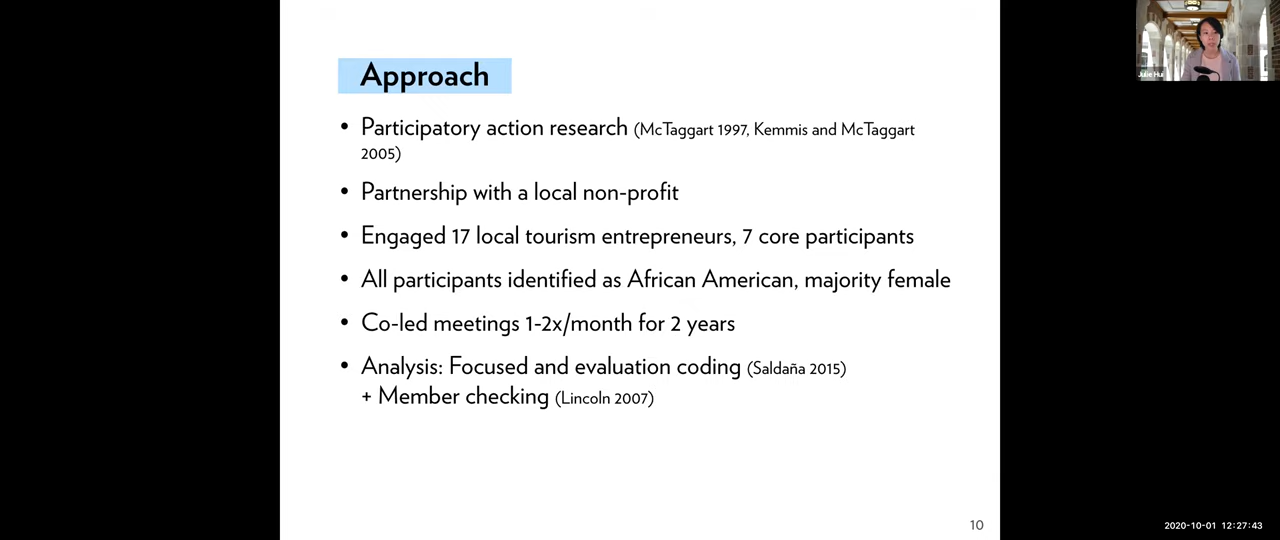 Approach
• Participatory action research (McTaggart 1997, Kemmis and McTaggart
2005)
• Partnership with a local non-profit
• Engaged 17 local tourism entrepreneurs, 7 core participants
• All participants identified as African American, majority female
• Co-led meetings 1-2x/month for 2 years
• Analysis: Focused and evaluation coding (Saldaña 2015)
+ Member checking (Lincoln 2007)
10
Julie Hui
2020-10-01 12:27:43